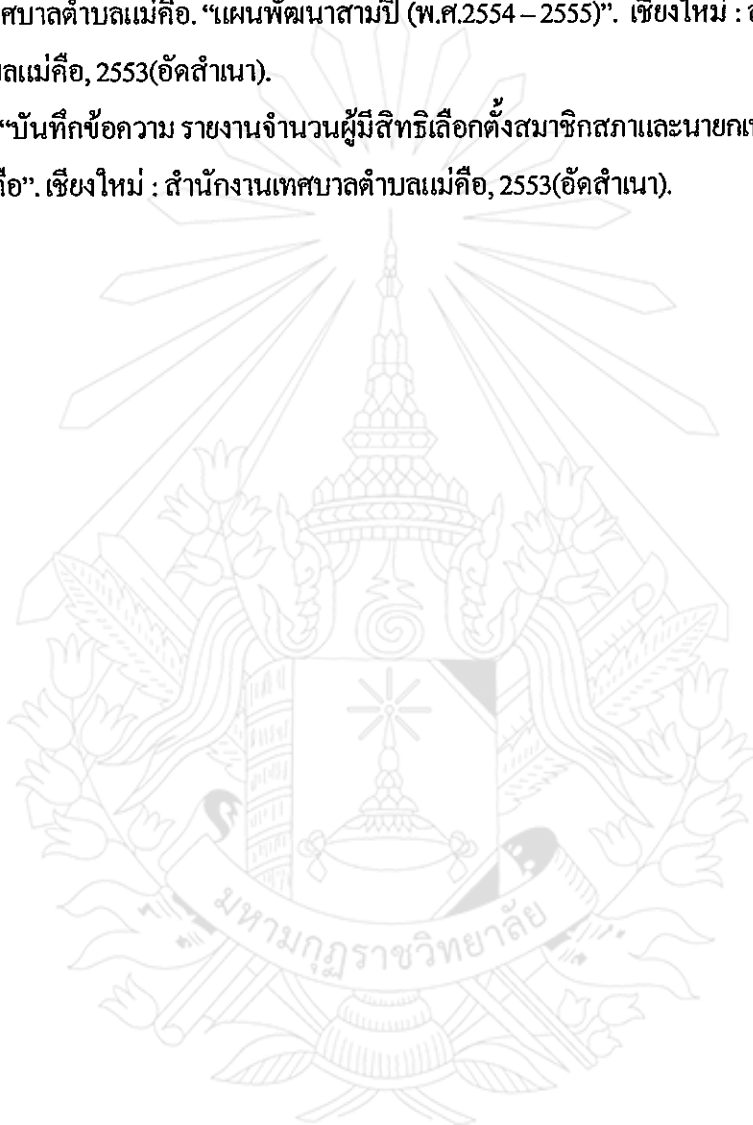 ศบาลตำบลแม่คือ. “แผนพัฒนาสามปี (พ.ศ.2554 – 2555)”. เชียงใหม่ :
ลแม่คือ, 2553(อัดสำเนา).
“บันทึกข้อความ รายงานจำนวนผู้มีสิทธิเลือกตั้งสมาชิกสภาและนายกเท
ือ”. เชียงใหม่ : สำนักงานเทศบาลตำบลแม่คือ, 2553(อัดสำเนา).
มหามกุฏราชวิทยาลัย